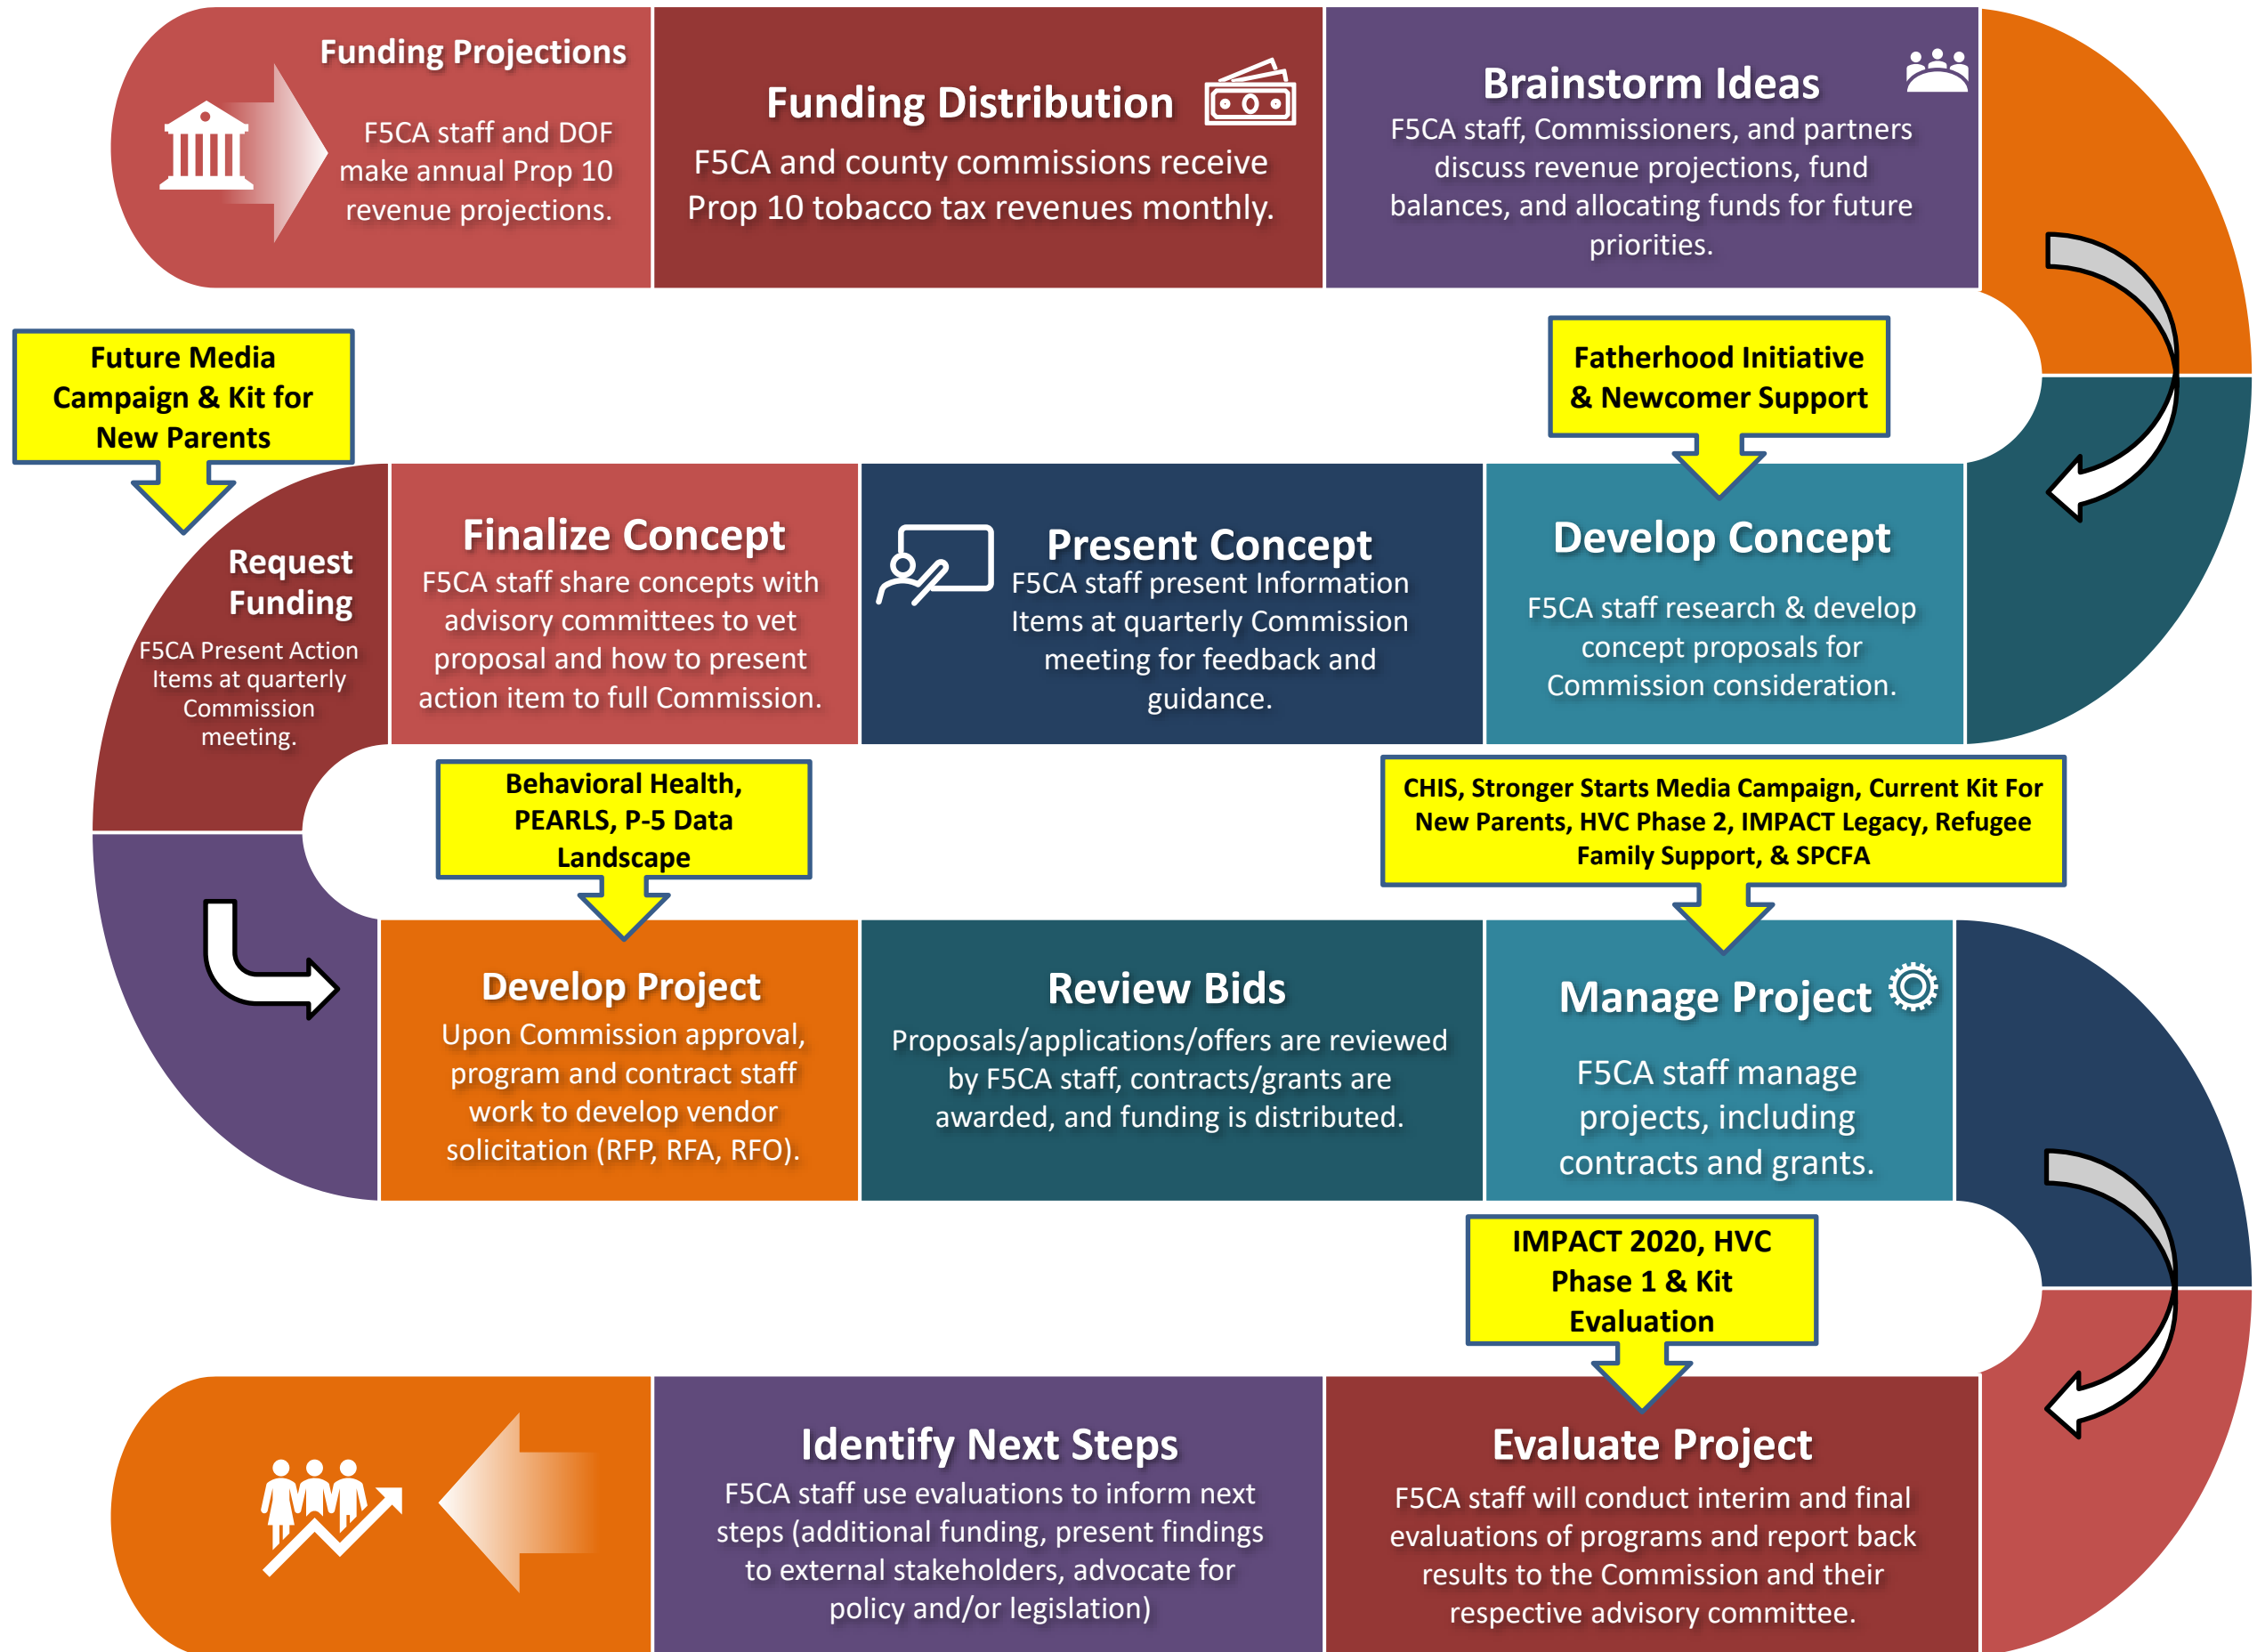 Funding Projections
F5CA staff and DOF
make annual Prop 10
revenue projections.
Funding Distribution
F5CA and county commissions receive
Prop 10 tobacco tax revenues monthly.
Brainstorm Ideas
F5CA staff, Commissioners, and partners
discuss revenue projections, fund
balances, and allocating funds for future
priorities.
Fatherhood Initiative
& Newcomer Support
Develop Concept
F5CA staff research & develop
concept proposals for
Commission consideration.
Present Concept
F5CA staff present Information
Items at quarterly Commission
meeting for feedback and
guidance.
Finalize Concept
F5CA staff share concepts with
advisory committees to vet
proposal and how to present
action item to full Commission.
Future Media
Campaign & Kit for
New Parents
Request
Funding
F5CA Present Action
Items at quarterly
Commission
meeting.
Behavioral Health,
PEARLS, P-5 Data
Landscape
Develop Project
Upon Commission approval,
program and contract staff
work to develop vendor
solicitation (RFP, RFA, RFO).
Review Bids
Proposals/applications/offers are reviewed
by F5CA staff, contracts/grants are
awarded, and funding is distributed.
CHIS, Stronger Starts Media Campaign, Current Kit For
New Parents, HVC Phase 2, IMPACT Legacy, Refugee
Family Support, & SPCFA
Manage Project
F5CA staff manage
projects, including
contracts and grants.
IMPACT 2020, HVC
Phase 1 & Kit
Evaluation
Evaluate Project
F5CA staff will conduct interim and final
evaluations of programs and report back
results to the Commission and their
respective advisory committee.
Identify Next Steps
F5CA staff use evaluations to inform next
steps (additional funding, present findings
to external stakeholders, advocate for
policy and/or legislation)